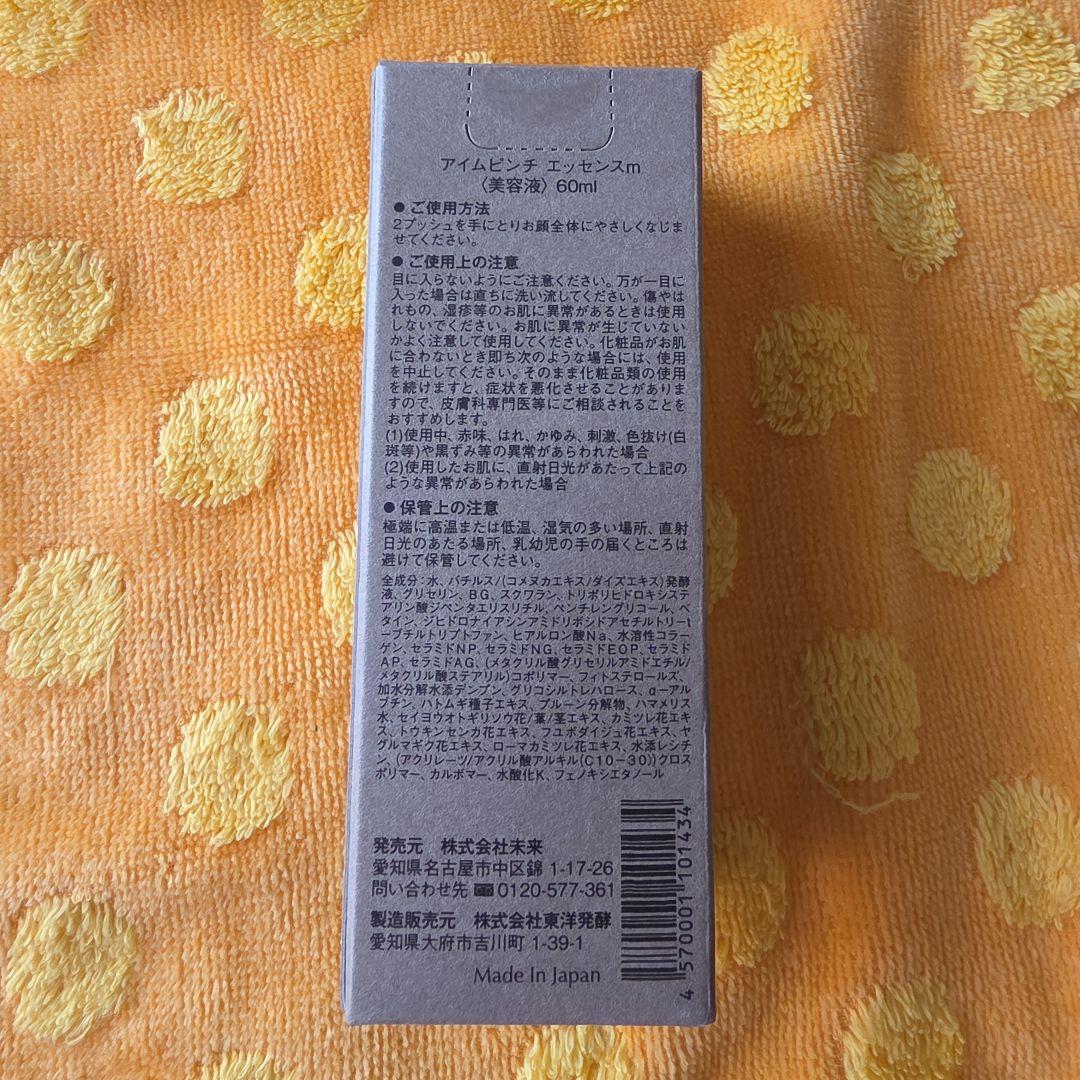 アイムピンチ エッセンスm
〈美容液〉60ml
● ご使用方法
2プッシュを手にとりお顔全体にやさしくなじま
せてください。
● ご使用上の注意
目に入らないようにご注意ください。万が一目に
入った場合は直ちに洗い流してください。傷やは
れもの、湿疹等のお肌に異常があるときは使用
しないでください。お肌に異常が生じていない
かよく注意して使用してください。化粧品がお肌
に合わないとき即ち次のような場合には、使用
を中止してください。そのまま化粧品類の使用
を続けますと、症状を悪化させることがありま
すので、皮膚科専門医等にご相談されることを
おすすめします。
(1)使用中、赤味、はれ、かゆみ、刺激、色抜け(白
斑等)や黒ずみ等の異常があらわれた場合
(2)使用したお肌に、直射日光があたって上記の
ような異常があらわれた場合
● 保管上の注意
極端に高温または低温、湿気の多い場所、直射
日光のあたる場所、乳幼児の手の届くところは
避けて保管してください。
全成分：水、バチルス/(コメヌカエキス/ダイズエキス)発酵
液、グリセリン、BG、スクワラン、トリポリヒドロキシステ
アリン酸ジペンタエリスリチル、ペンチレングリコール、ベ
タイン、ジヒドロナイアシンアミドリボシドアセチルトリーt
ーブチルトリプトファン、ヒアルロン酸Na、水溶性コラー
ゲン、セラミドNP、セラミドNG、セラミドEOP、セラミド
AP、セラミドAG、(メタクリル酸グリセリルアミドエチル/
メタクリル酸ステアリル)コポリマー、フィトステロールズ、
加水分解水添デンプン、グリコシルトレハロース、α－アル
ブチン、ハトムギ種子エキス、プルーン分解物、ハマメリス
水、セイヨウオトギリソウ花/葉/茎エキス、カミツレ花エキ
ス、トウキンセンカ花エキス、フユボダイジュ花エキス、ヤ
グルマギク花エキス、ローマカミツレ花エキス、水添レシチ
ン、(アクリレーツ/アクリル酸アルキル(C10－30))クロス
ポリマー、カルボマー、水酸化K、フェノキシエタノール
発売元 株式会社未来
愛知県名古屋市中区錦 1-17-26
問い合わせ先 0120-577-361
製造販売元 株式会社東洋発酵
愛知県大府市吉川町 1-39-1
Made In Japan
4 570001 101434